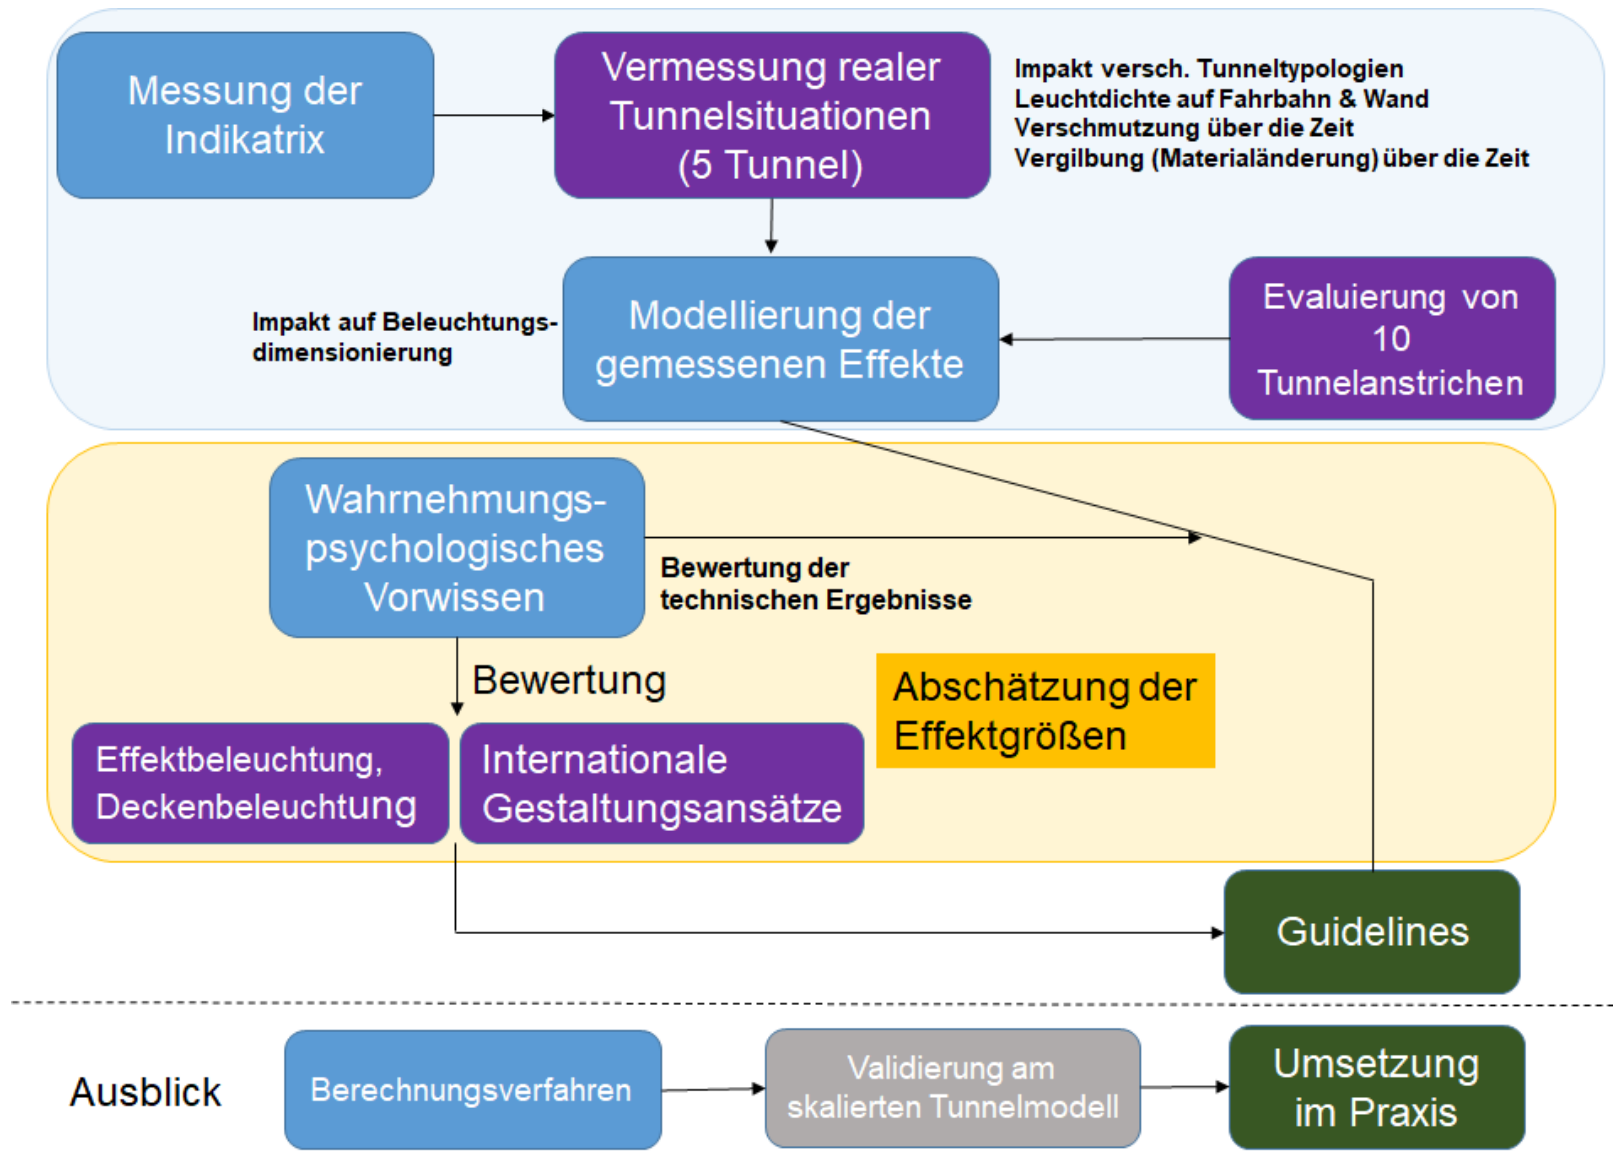 Messung der
Indikatrix
Vermessung realer
Tunnelsituationen
(5 Tunnel)
Impakt versch. Tunneltypologien
Leuchtdichte auf Fahrbahn & Wand
Verschmutzung über die Zeit
Vergilbung (Materialänderung) über die Zeit
Impakt auf Beleuchtungs-
dimensionierung
Modellierung der
gemessenen Effekte
Evaluierung von
10
Tunnelanstrichen
Wahrnehmungs-
psychologisches
Vorwissen
Bewertung der
technischen Ergebnisse
Bewertung
Abschätzung der
Effektgrößen
Effektbeleuchtung,
Deckenbeleuchtung
Internationale
Gestaltungsansätze
Guidelines
Ausblick
Berechnungsverfahren
Validierung am
skalierten Tunnelmodell
Umsetzung
im Praxis